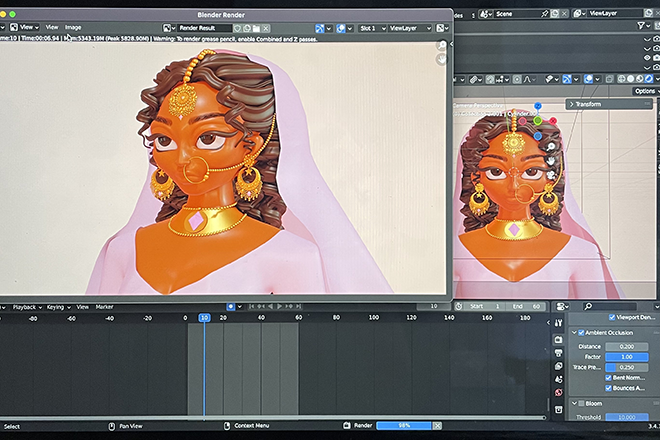 Blender Render
View View Image Render Result Slot 1 ViewLayer
Scene ViewLayer
me:10 | Time:00:06.94 | Mem:5343.19M (Peak 5828.90M) | Warning: To render grease pencil, enable Combined and Z passes.
Options
Transform
Playback Keying View Marker 10 Start 1 End 60
-80 -60 -40 -20 0 10 20 40 60 80 100 120 140 160 180
Viewport Den...
Ambient Occlusion
Distance 0.200
Factor 1.00
Trace Pre... 0.250
Bent Norm...
Bounces A...
Bloom
Threshold 10.000
Select Pan View Context Menu Render 98% 3.4.